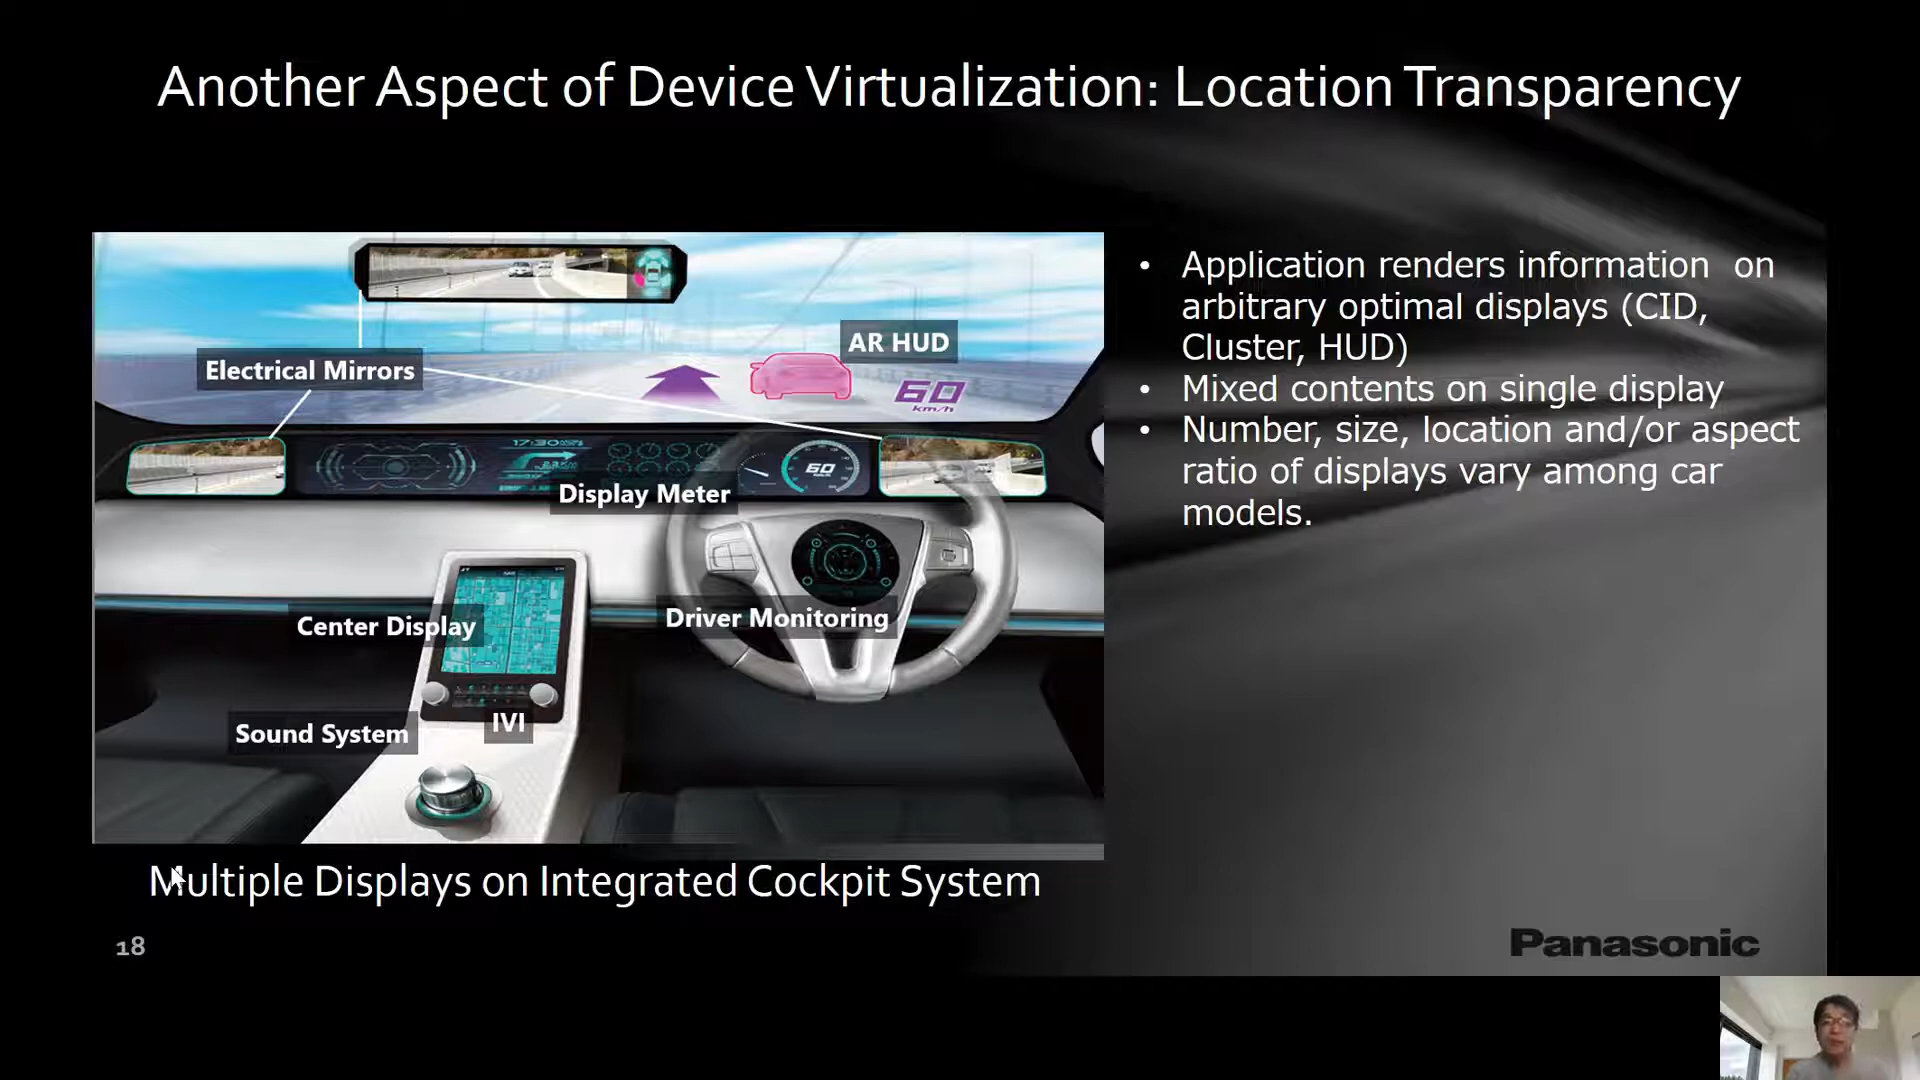 Another Aspect of Device Virtualization: Location Transparency
AR HUD
Electrical Mirrors
60
km/h
17:30
60
Display Meter
Center Display
Driver Monitoring
Sound System
IVI
• Application renders information on
arbitrary optimal displays (CID,
Cluster, HUD)
• Mixed contents on single display
• Number, size, location and/or aspect
ratio of displays vary among car
models.
Multiple Displays on Integrated Cockpit System
18
Panasonic